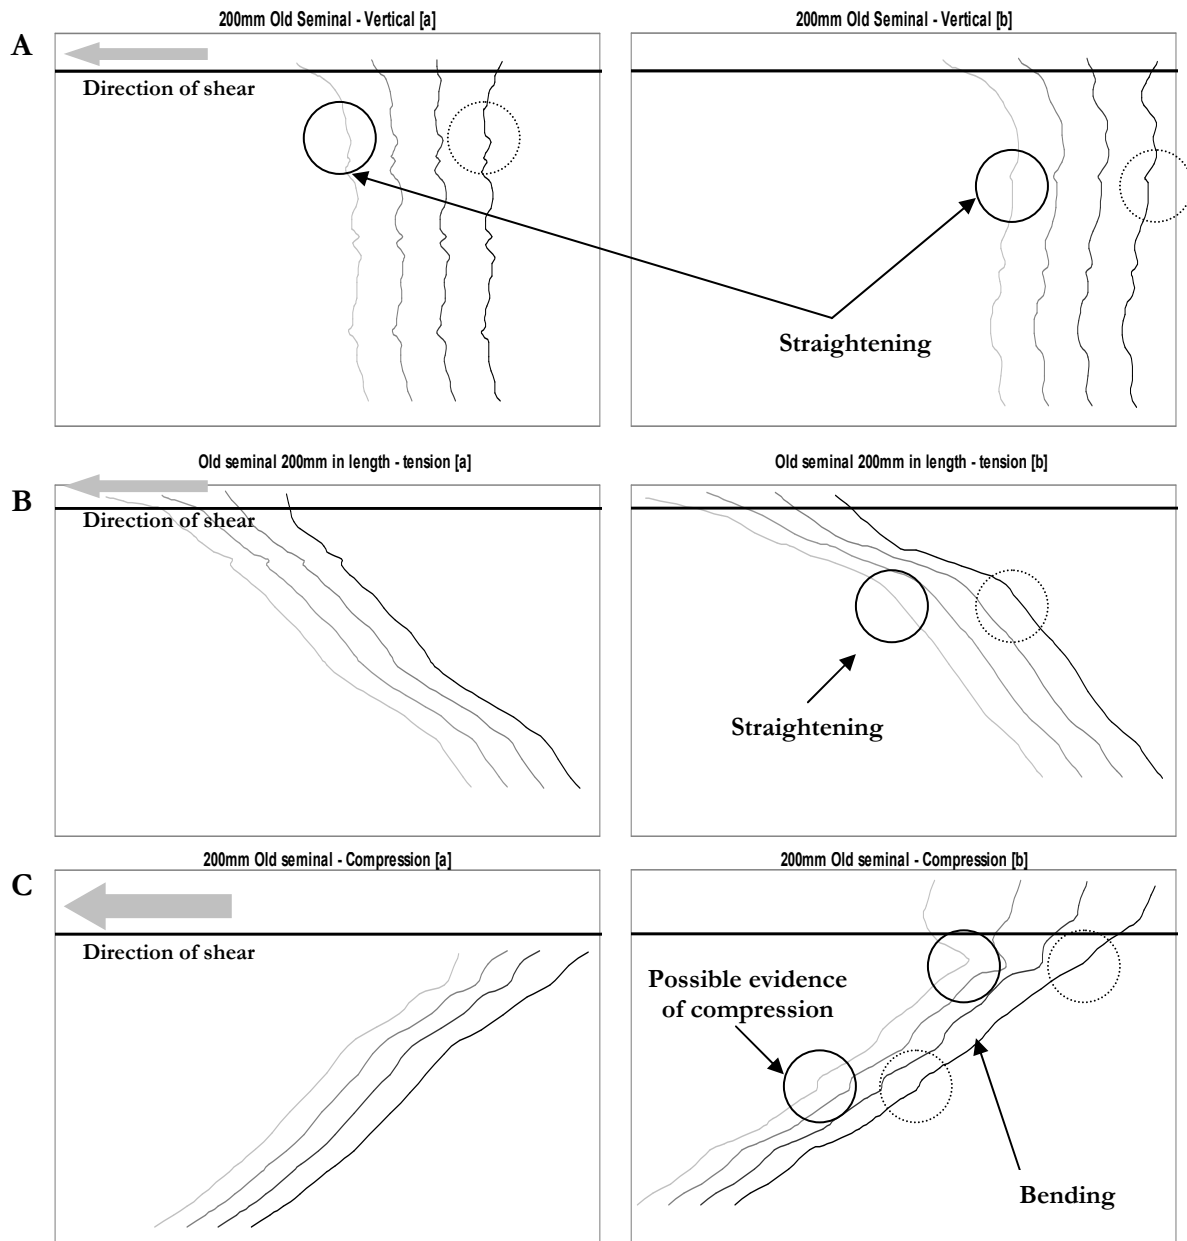 200mm Old Seminal - Vertical [a]
200mm Old Seminal - Vertical [b]
A
Direction of shear
Straightening
Old seminal 200mm in length - tension [a]
Old seminal 200mm in length - tension [b]
B
Direction of shear
Straightening
200mm Old seminal - Compression [a]
200mm Old seminal - Compression [b]
C
Direction of shear
Possible evidence
of compression
Bending